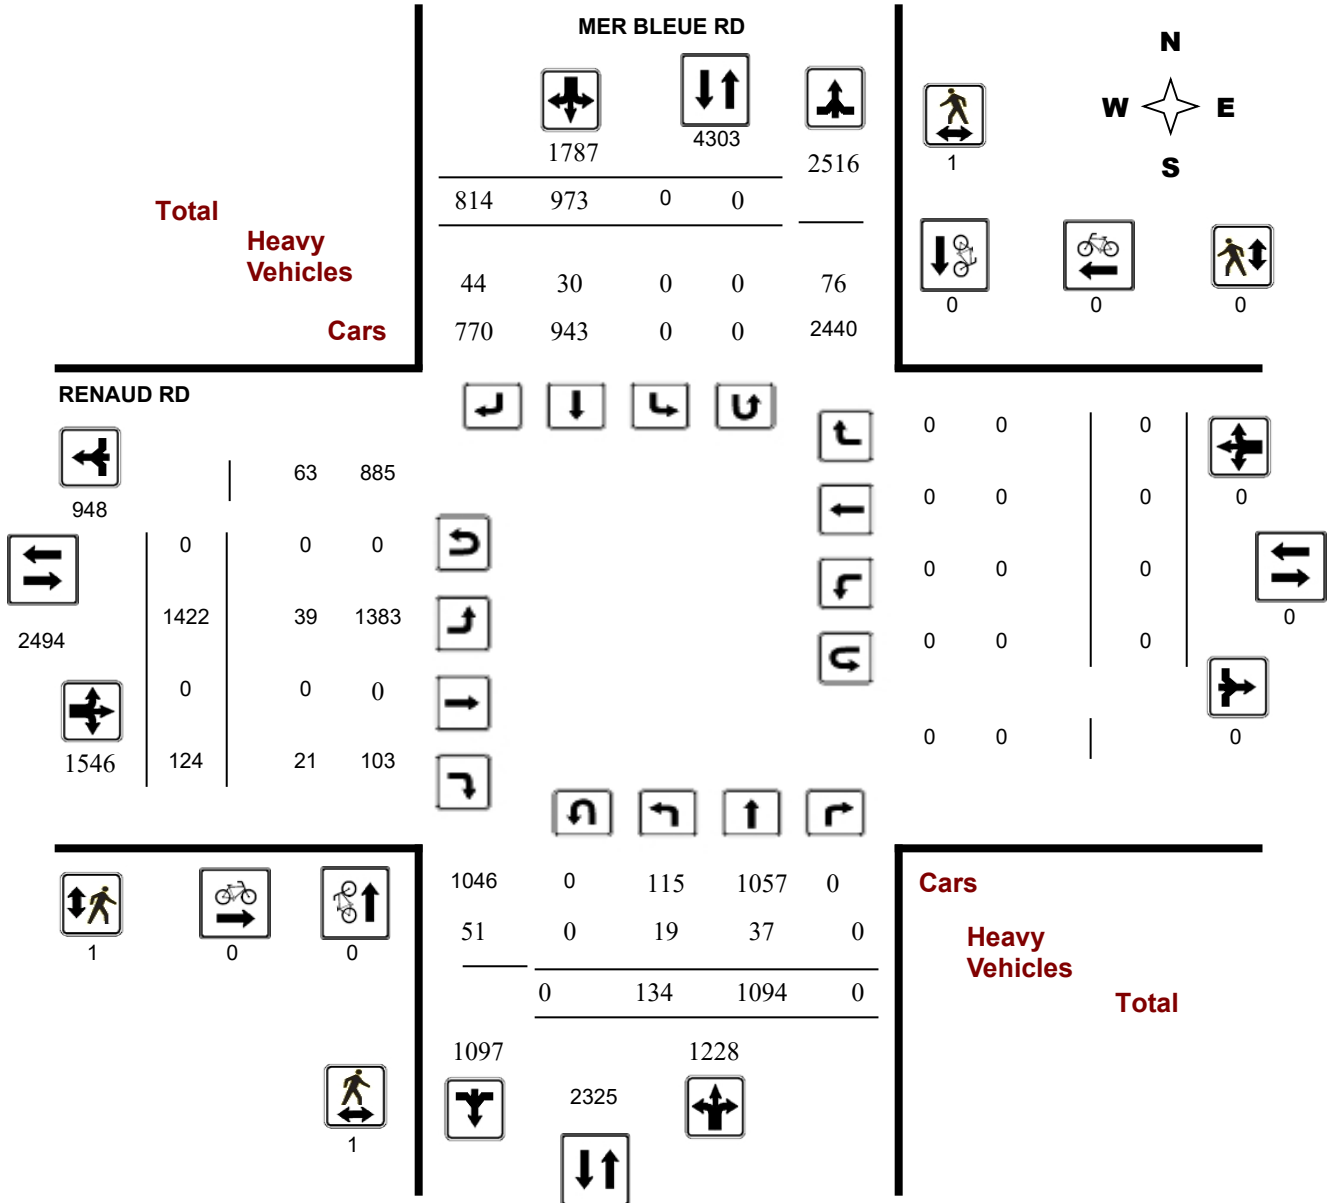 MER BLEUE RD
N
W E
S
1787 4303 2516 1
814 973 0 0
Total
Heavy
Vehicles
44 30 0 0 76
0 0 0
Cars
770 943 0 0 2440
RENAUD RD
0 0 0
63 885
948
0 0 0 0
0 0 0
0 0 0
1422 39 1383
0
2494
0 0 0
0 0 0
0 0 0
1546 124 21 103
1046 0 115 1057 0
Cars
51 0 19 37 0
1 0 0
Heavy
Vehicles
0 134 1094 0
Total
1097 1228
2325
1